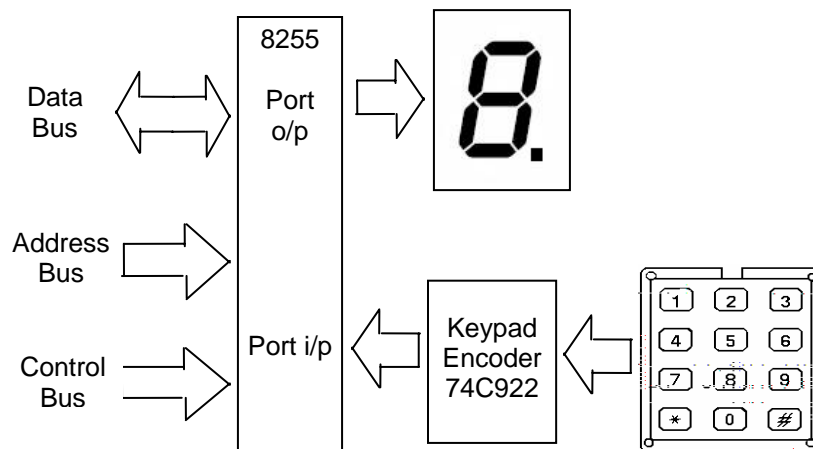 8255
Data
Bus
Port
o/p
Address
Bus
Control
Bus
Port i/p
Keypad
Encoder
74C922
1 2 3
4 5 6
7 8 9
* 0 #